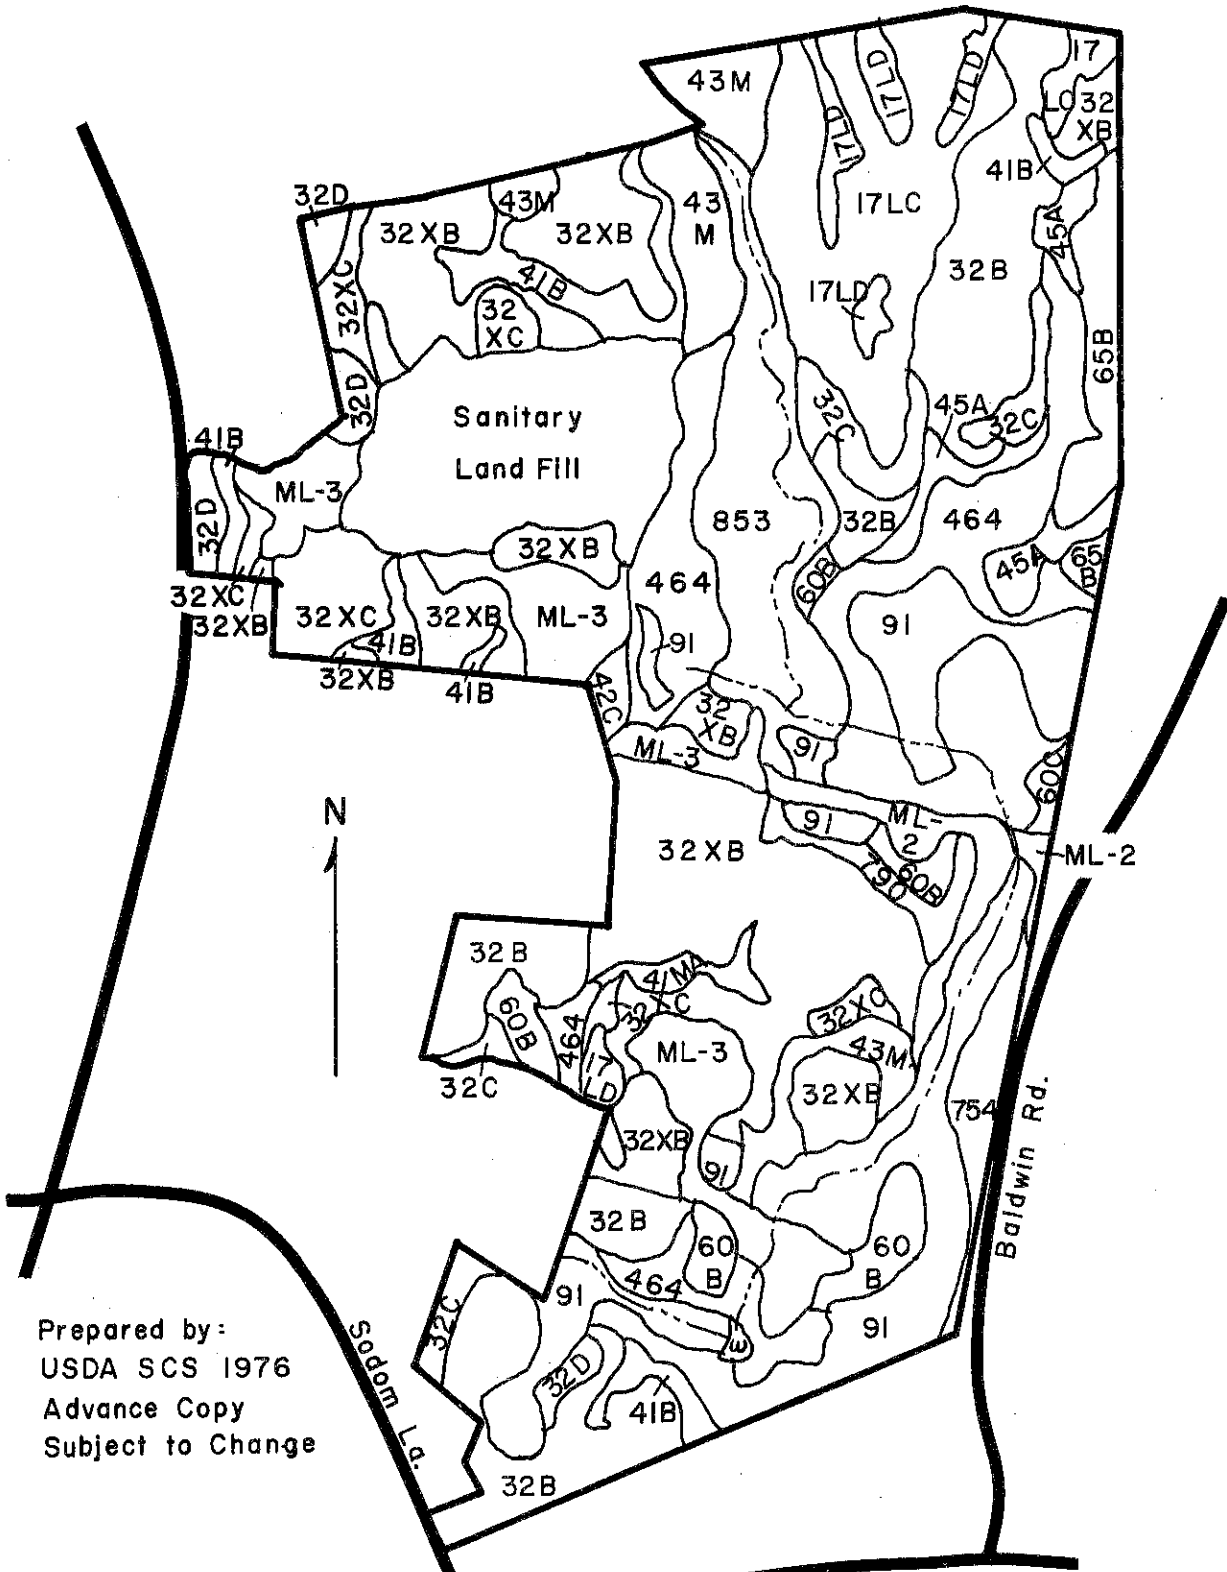 17
43M
17LD
17LD
LC
32
XB
17LD
41B
32D
43M
43
M
17LC
45A
32XB
32XB
32B
41B
17LD
32XC
32
XC
65B
32D
32C
45A
32C
Sanitary
Land Fill
41B
ML-3
32D
853
32B
464
32XB
45A
65
B
60B
464
32XC
32XB
32XC
32XB
ML-3
91
91
41B
32XB
41B
42C
32
XB
ML-3
91
60C
N
91
ML-
2
32XB
ML-2
790
60B
32B
41MA
32XC
60B
464
32XC
ML-3
43M
17
LD
32C
32XB
754
32XB
91
Baldwin Rd.
32B
60
B
60
B
464
91
32C
91
W
Prepared by:
USDA SCS 1976
Advance Copy
Subject to Change
Sodom La.
32D
41B
32B